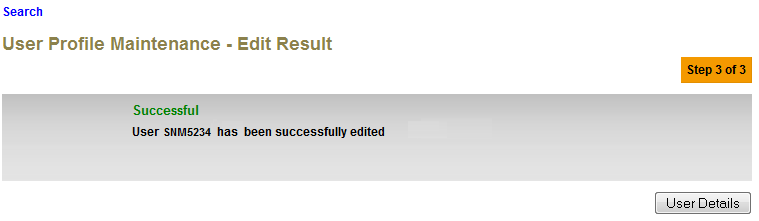 Search
User Profile Maintenance - Edit Result
Step 3 of 3
Successful
User SNM5234 has been successfully edited
User Details